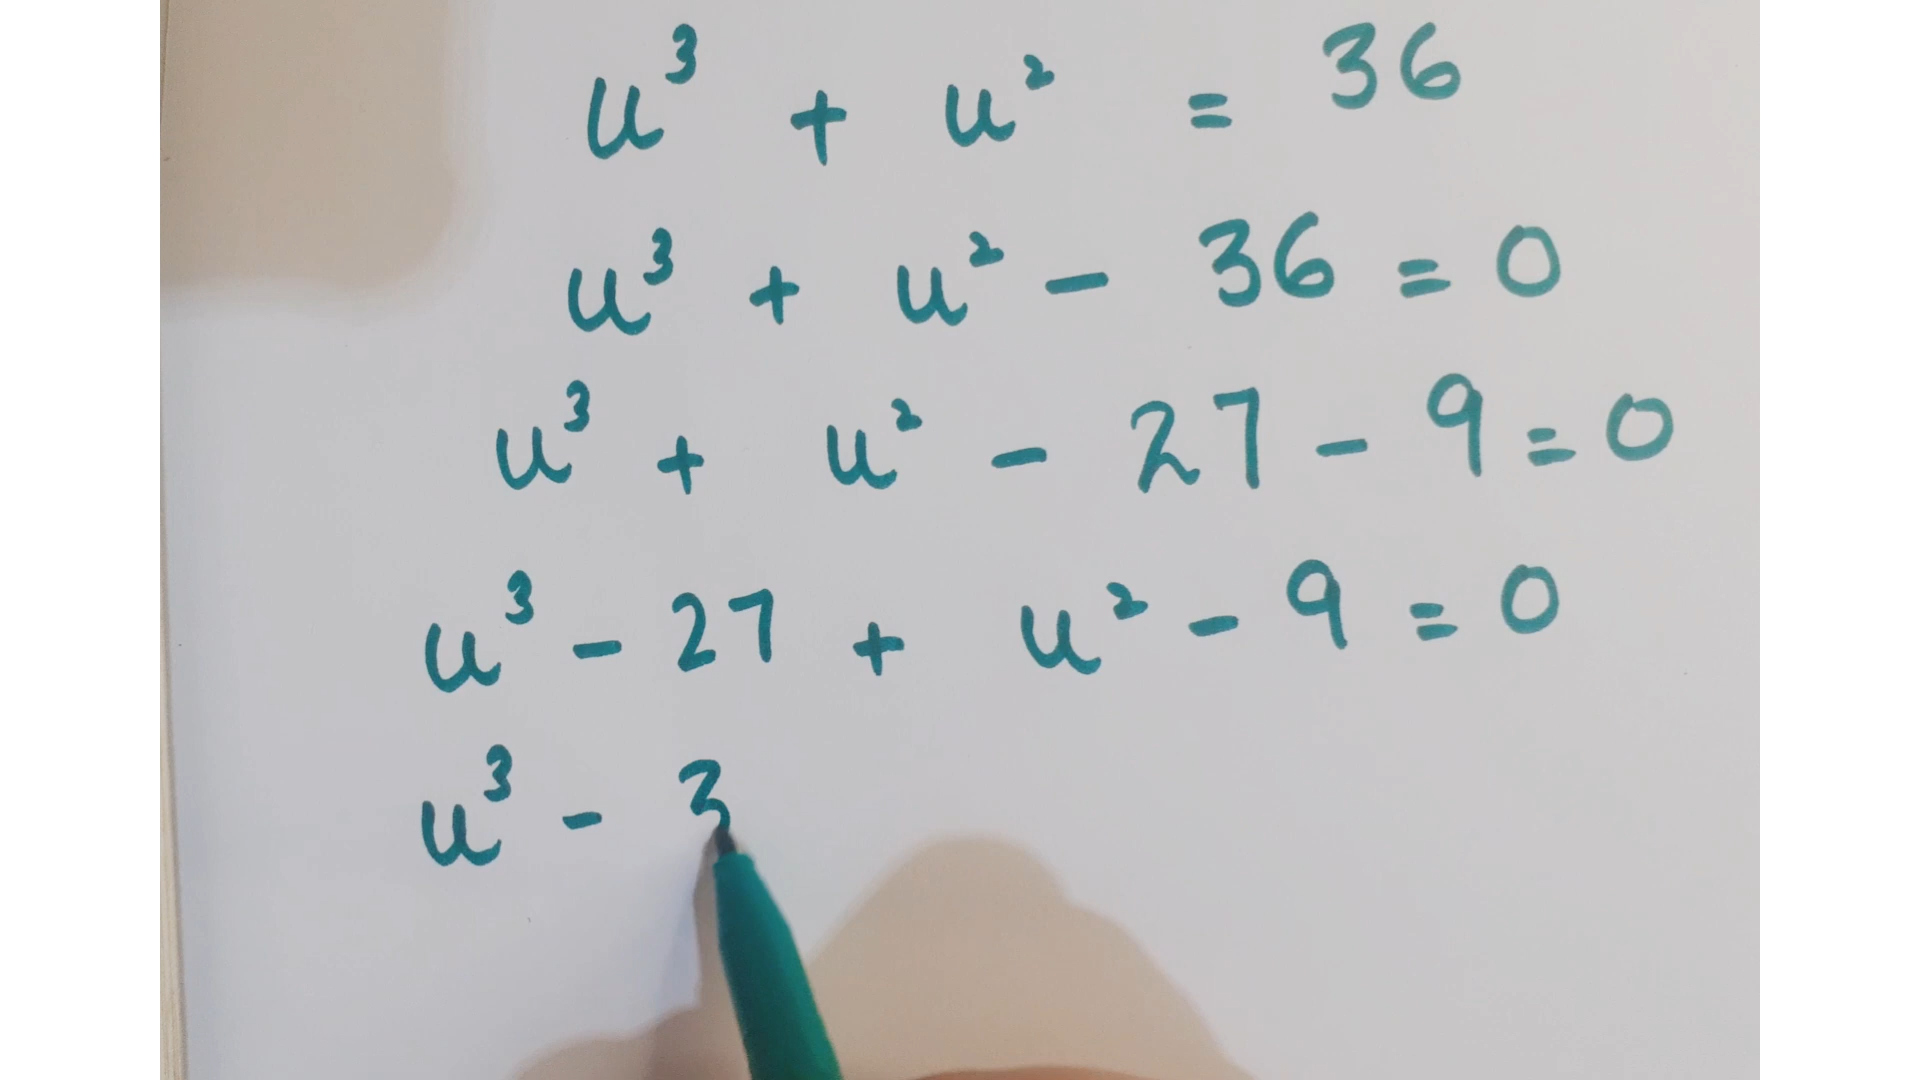 u³ + u² = 36
u³ + u² - 36 = 0
u³ + u² - 27 - 9 = 0
u³ - 27 + u² - 9 = 0
u³ - 3